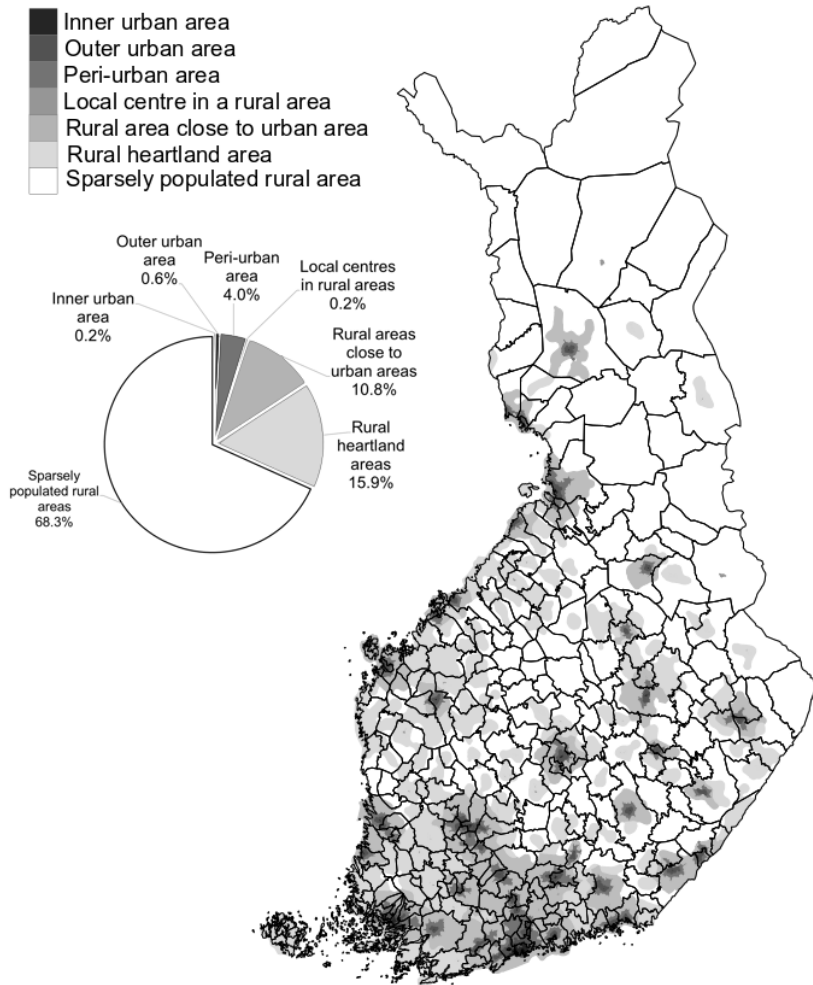 Inner urban area
Outer urban area
Peri-urban area
Local centre in a rural area
Rural area close to urban area
Rural heartland area
Sparsely populated rural area
Outer urban
area
0.6%
Peri-urban
area
4.0%
Local centres
in rural areas
0.2%
Inner urban
area
0.2%
Rural areas
close to
urban areas
10.8%
Rural
heartland
areas
15.9%
Sparsely
populated rural
areas
68.3%